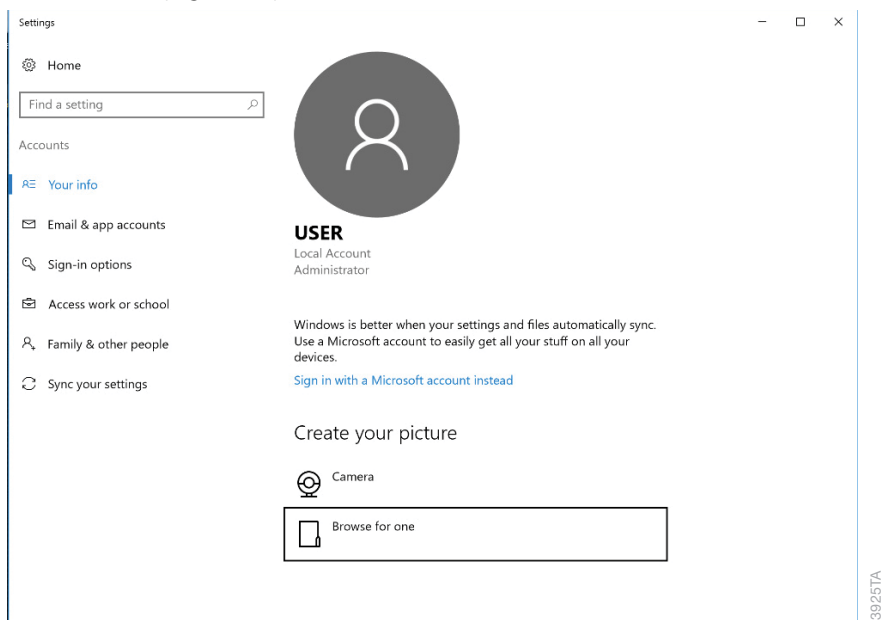 Settings
Home
Find a setting
Accounts
Your info
Email & app accounts
Sign-in options
Access work or school
Family & other people
Sync your settings
USER
Local Account
Administrator
Windows is better when your settings and files automatically sync.
Use a Microsoft account to easily get all your stuff on all your
devices.
Sign in with a Microsoft account instead
Create your picture
Camera
Browse for one
3925TA